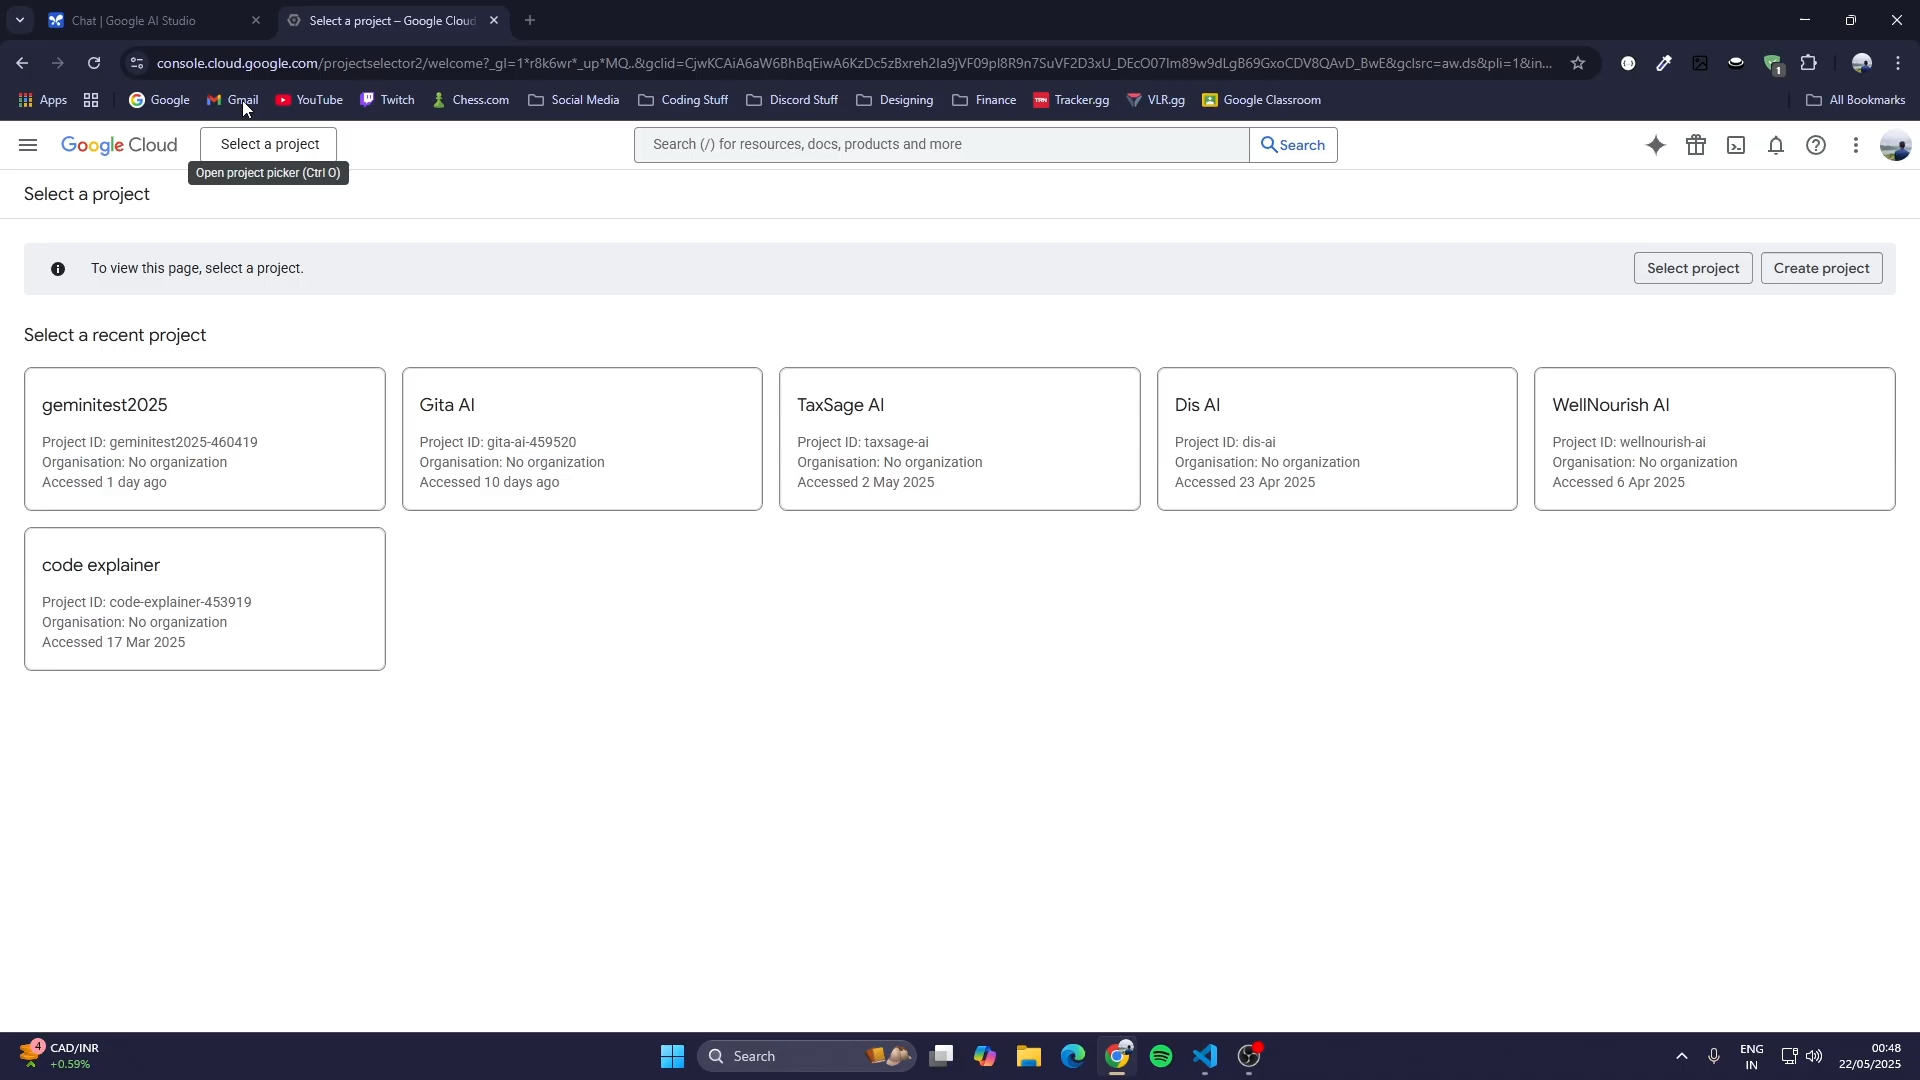 Chat | Google AI Studio
Select a project – Google Cloud
console.cloud.google.com/projectselector2/welcome?_gl=1*r8k6wr*_up*MQ..&gclid=CjwKCAiA6aW6BhBqEiwA6KzDc5zBxreh2Ia9jVF09pI8R9n7SuVF2D3xU_DEcO07Im89w9dLgB69GxoCDV8QAvD_BwE&gclsrc=aw.ds&pli=1&in...
1
Apps
Google
Gmail
YouTube
Twitch
Chess.com
Social Media
Coding Stuff
Discord Stuff
Designing
Finance
TRN
Tracker.gg
VLR.gg
Google Classroom
All Bookmarks
Google Cloud
Select a project
Search (/) for resources, docs, products and more
Search
Open project picker (Ctrl O)
Select a project
To view this page, select a project.
Select project
Create project
Select a recent project
geminitest2025
Project ID: geminitest2025-460419
Organisation: No organization
Accessed 1 day ago
Gita AI
Project ID: gita-ai-459520
Organisation: No organization
Accessed 10 days ago
TaxSage AI
Project ID: taxsage-ai
Organisation: No organization
Accessed 2 May 2025
Dis AI
Project ID: dis-ai
Organisation: No organization
Accessed 23 Apr 2025
WellNourish AI
Project ID: wellnourish-ai
Organisation: No organization
Accessed 6 Apr 2025
code explainer
Project ID: code-explainer-453919
Organisation: No organization
Accessed 17 Mar 2025
4
CAD/INR
+0.59%
Search
ENG
IN
00:48
22/05/2025